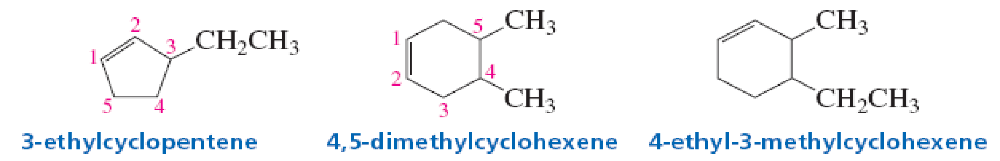 2
1
3
CH₂CH₃
5
4
3-ethylcyclopentene
1
5
CH₃
2
4
CH₃
3
4,5-dimethylcyclohexene
CH₃
CH₂CH₃
4-ethyl-3-methylcyclohexene